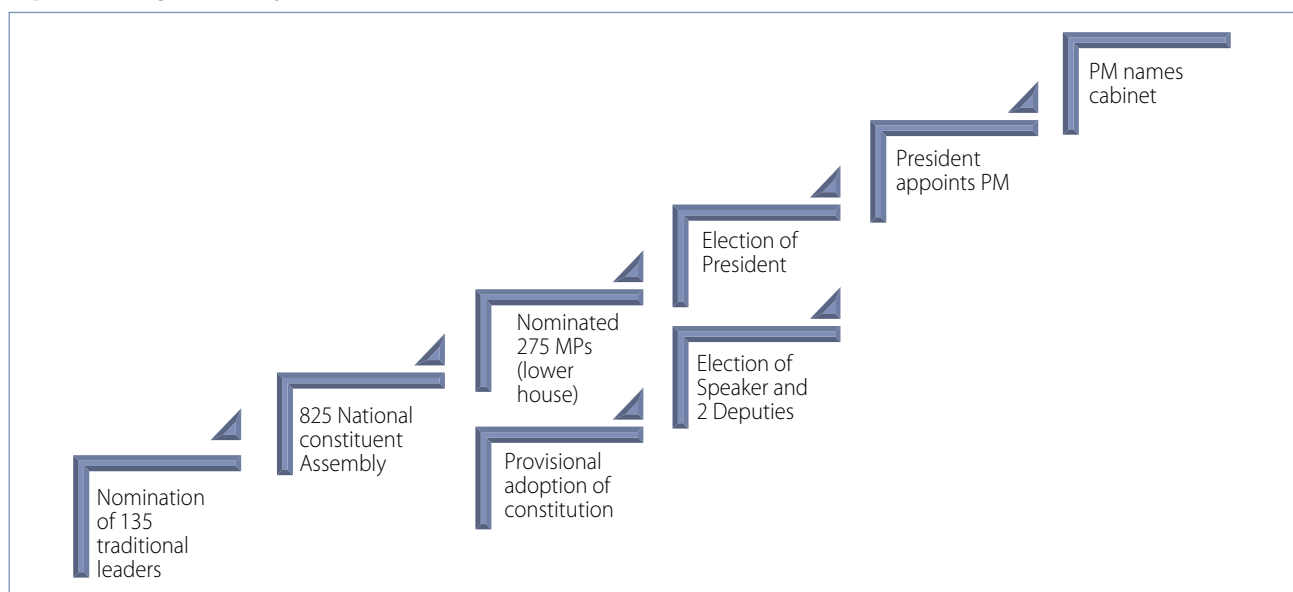 Nomination
of 135
traditional
leaders
825 National
constituent
Assembly
Nominated
275 MPs
(lower
house)
Provisional
adoption of
constitution
Election of
President
Election of
Speaker and
2 Deputies
President
appoints PM
PM names
cabinet